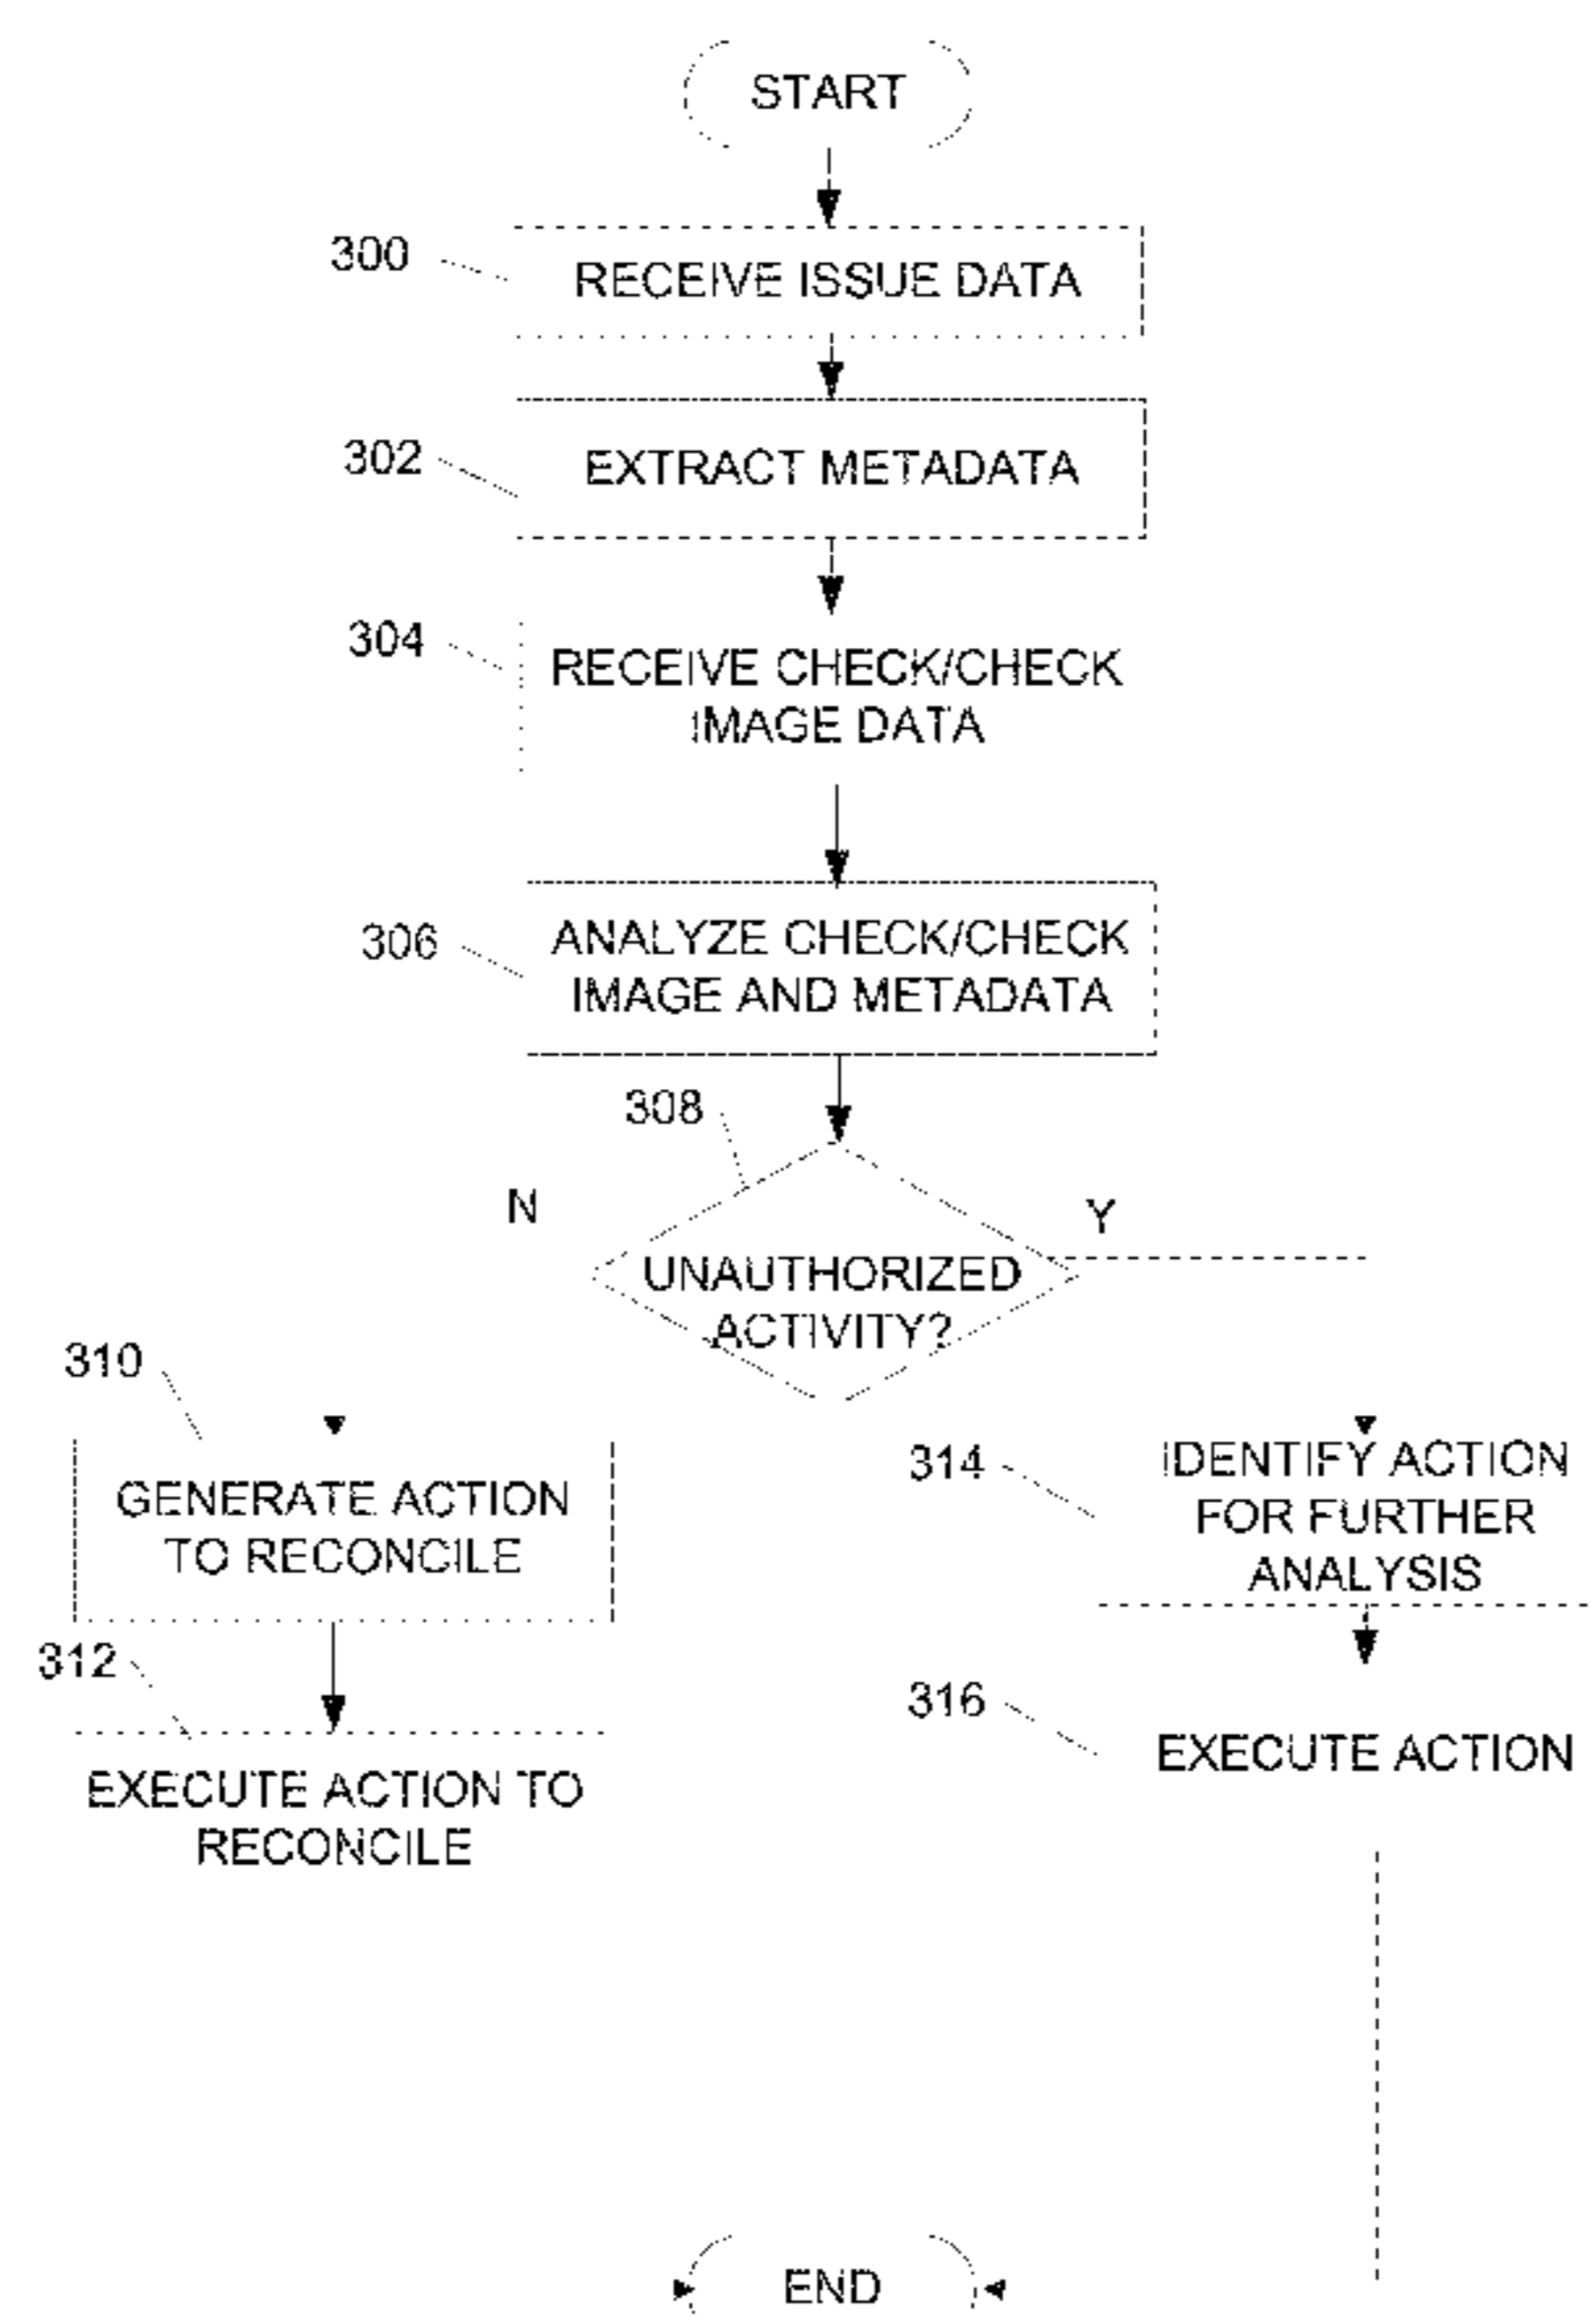 START
300
RECEIVE ISSUE DATA
302
EXTRACT METADATA
304
RECEIVE CHECK/CHECK
IMAGE DATA
306
ANALYZE CHECK/CHECK
IMAGE AND METADATA
308
N
Y
UNAUTHORIZED
ACTIVITY?
310
GENERATE ACTION
TO RECONCILE
312
EXECUTE ACTION TO
RECONCILE
314
IDENTIFY ACTION
FOR FURTHER
ANALYSIS
316
EXECUTE ACTION
END